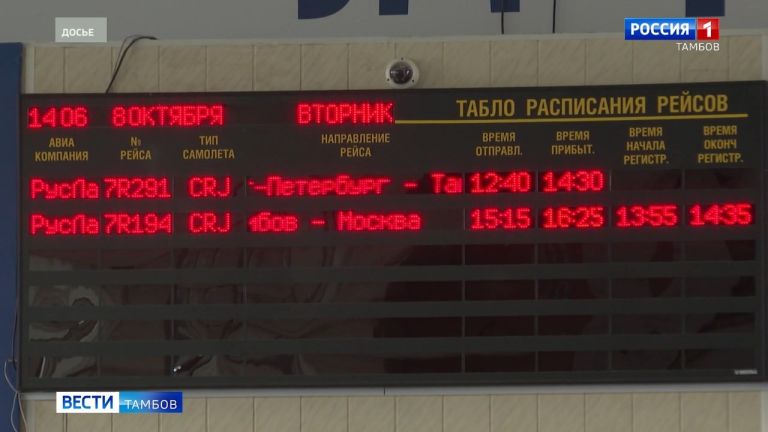 ДОСЬЕ
РОССИЯ 1
ТАМБОВ
14 06 8 ОКТЯБРЯ ВТОРНИК ТАБЛО РАСПИСАНИЯ РЕЙСОВ
АВИА КОМПАНИЯ № РЕЙСА ТИП САМОЛЕТА НАПРАВЛЕНИЕ РЕЙСА ВРЕМЯ ОТПРАВЛ. ВРЕМЯ ПРИБЫТ. ВРЕМЯ НАЧАЛА РЕГИСТР. ВРЕМЯ ОКОНЧ РЕГИСТР.
РусЛа 7R291 CRJ -Петербург - Там 12:40 14:30
РусЛа 7R194 CRJ мбов - Москва 15:15 16:25 13:55 14:35
ВЕСТИ ТАМБОВ